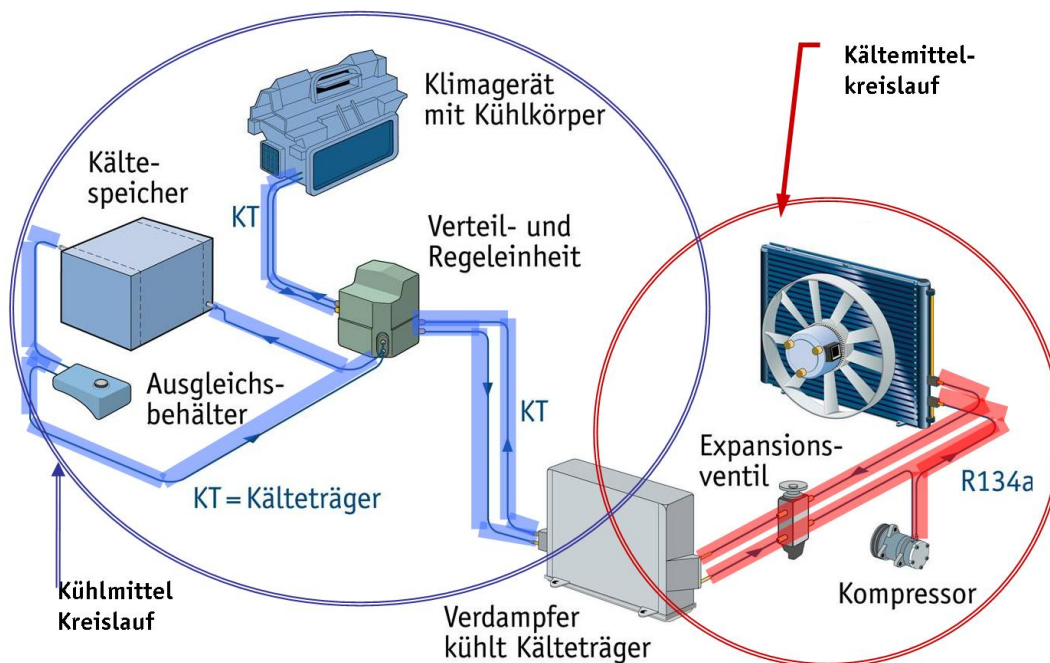 Kältemittel-
kreislauf
Klimagerät
mit Kühlkörper
Kälte-
speicher
KT
Verteil- und
Regeleinheit
Ausgleichs-
behälter
KT
Expansions-
ventil
R134a
KT = Kälteträger
Kühlmittel
Kreislauf
Kompressor
Verdampfer
kühlt Kälteträger